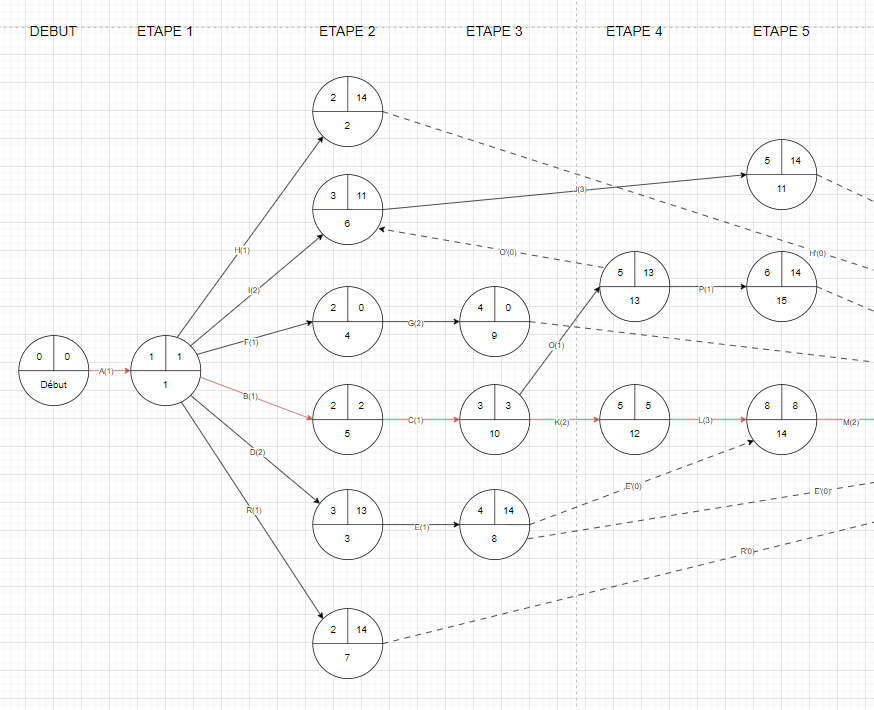 DEBUT ETAPE 1 ETAPE 2 ETAPE 3 ETAPE 4 ETAPE 5
2 14
2
5 14
11
J(3)
3 11
6
H(1)
O'(0)
H'(0)
5 13
13
P(1)
6 14
15
I(2)
2 0
4
G(2)
4 0
9
F(1)
O(1)
0 0
Début
A(1)
1 1
1
B(1)
2 2
5
C(1)
3 3
10
K(2)
5 5
12
L(3)
8 8
14
M(2)
D(2)
E'(0)
E'(0)
R(1)
3 13
3
E(1)
4 14
8
R'0)
2 14
7